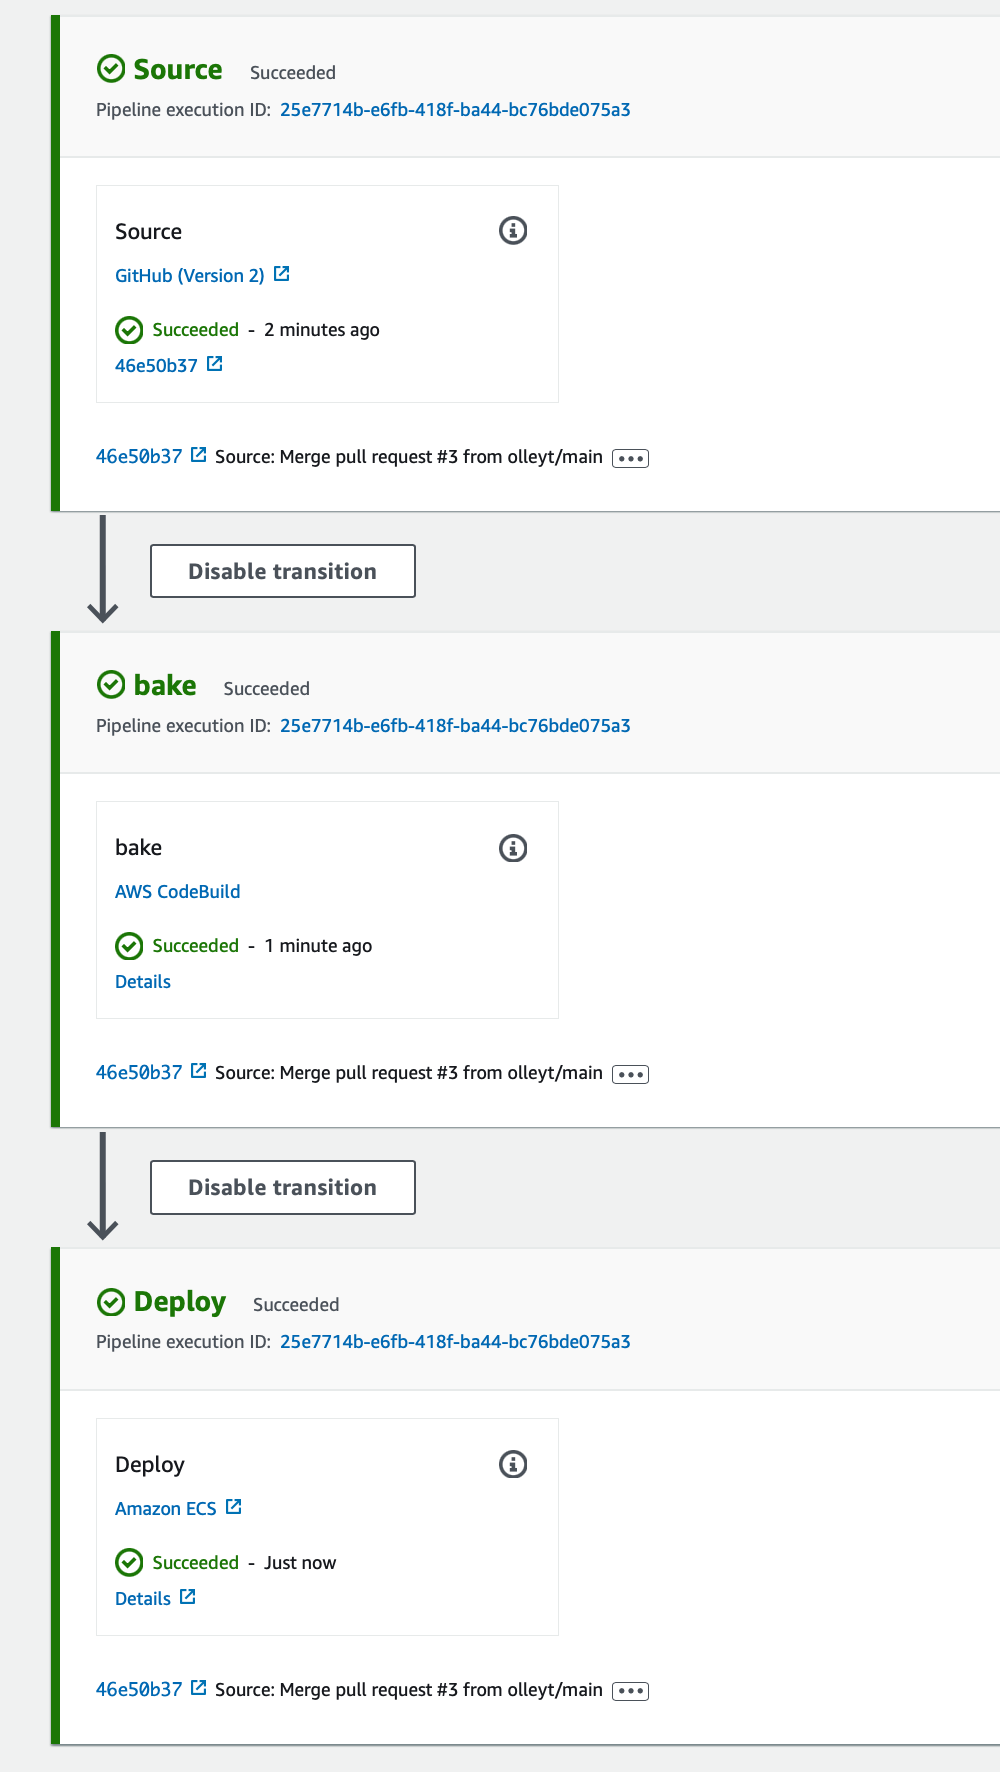 Source Succeeded
Pipeline execution ID: 25e7714b-e6fb-418f-ba44-bc76bde075a3
Source
GitHub (Version 2)
Succeeded - 2 minutes ago
46e50b37
46e50b37 Source: Merge pull request #3 from olleyt/main
Disable transition
bake Succeeded
Pipeline execution ID: 25e7714b-e6fb-418f-ba44-bc76bde075a3
bake
AWS CodeBuild
Succeeded - 1 minute ago
Details
46e50b37 Source: Merge pull request #3 from olleyt/main
Disable transition
Deploy Succeeded
Pipeline execution ID: 25e7714b-e6fb-418f-ba44-bc76bde075a3
Deploy
Amazon ECS
Succeeded - Just now
Details
46e50b37 Source: Merge pull request #3 from olleyt/main